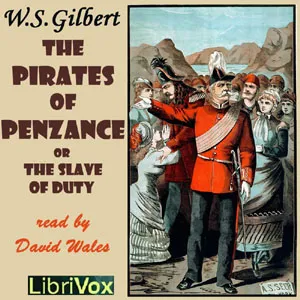 W.S. Gilbert
THE
PIRATES
OF
PENZANCE
OR
THE SLAVE
OF DUTY
read by
David Wales
LibriVox